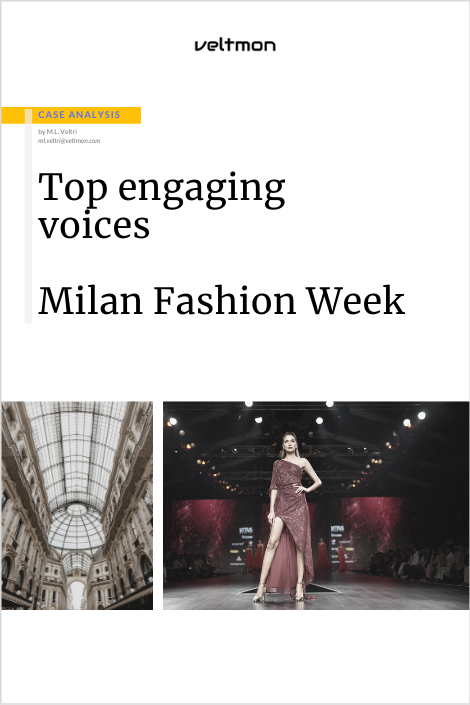 veltmon
CASE ANALYSIS
by M.L. Veltri
ml.veltri@veltmon.com
Top engaging
voices
Milan Fashion Week